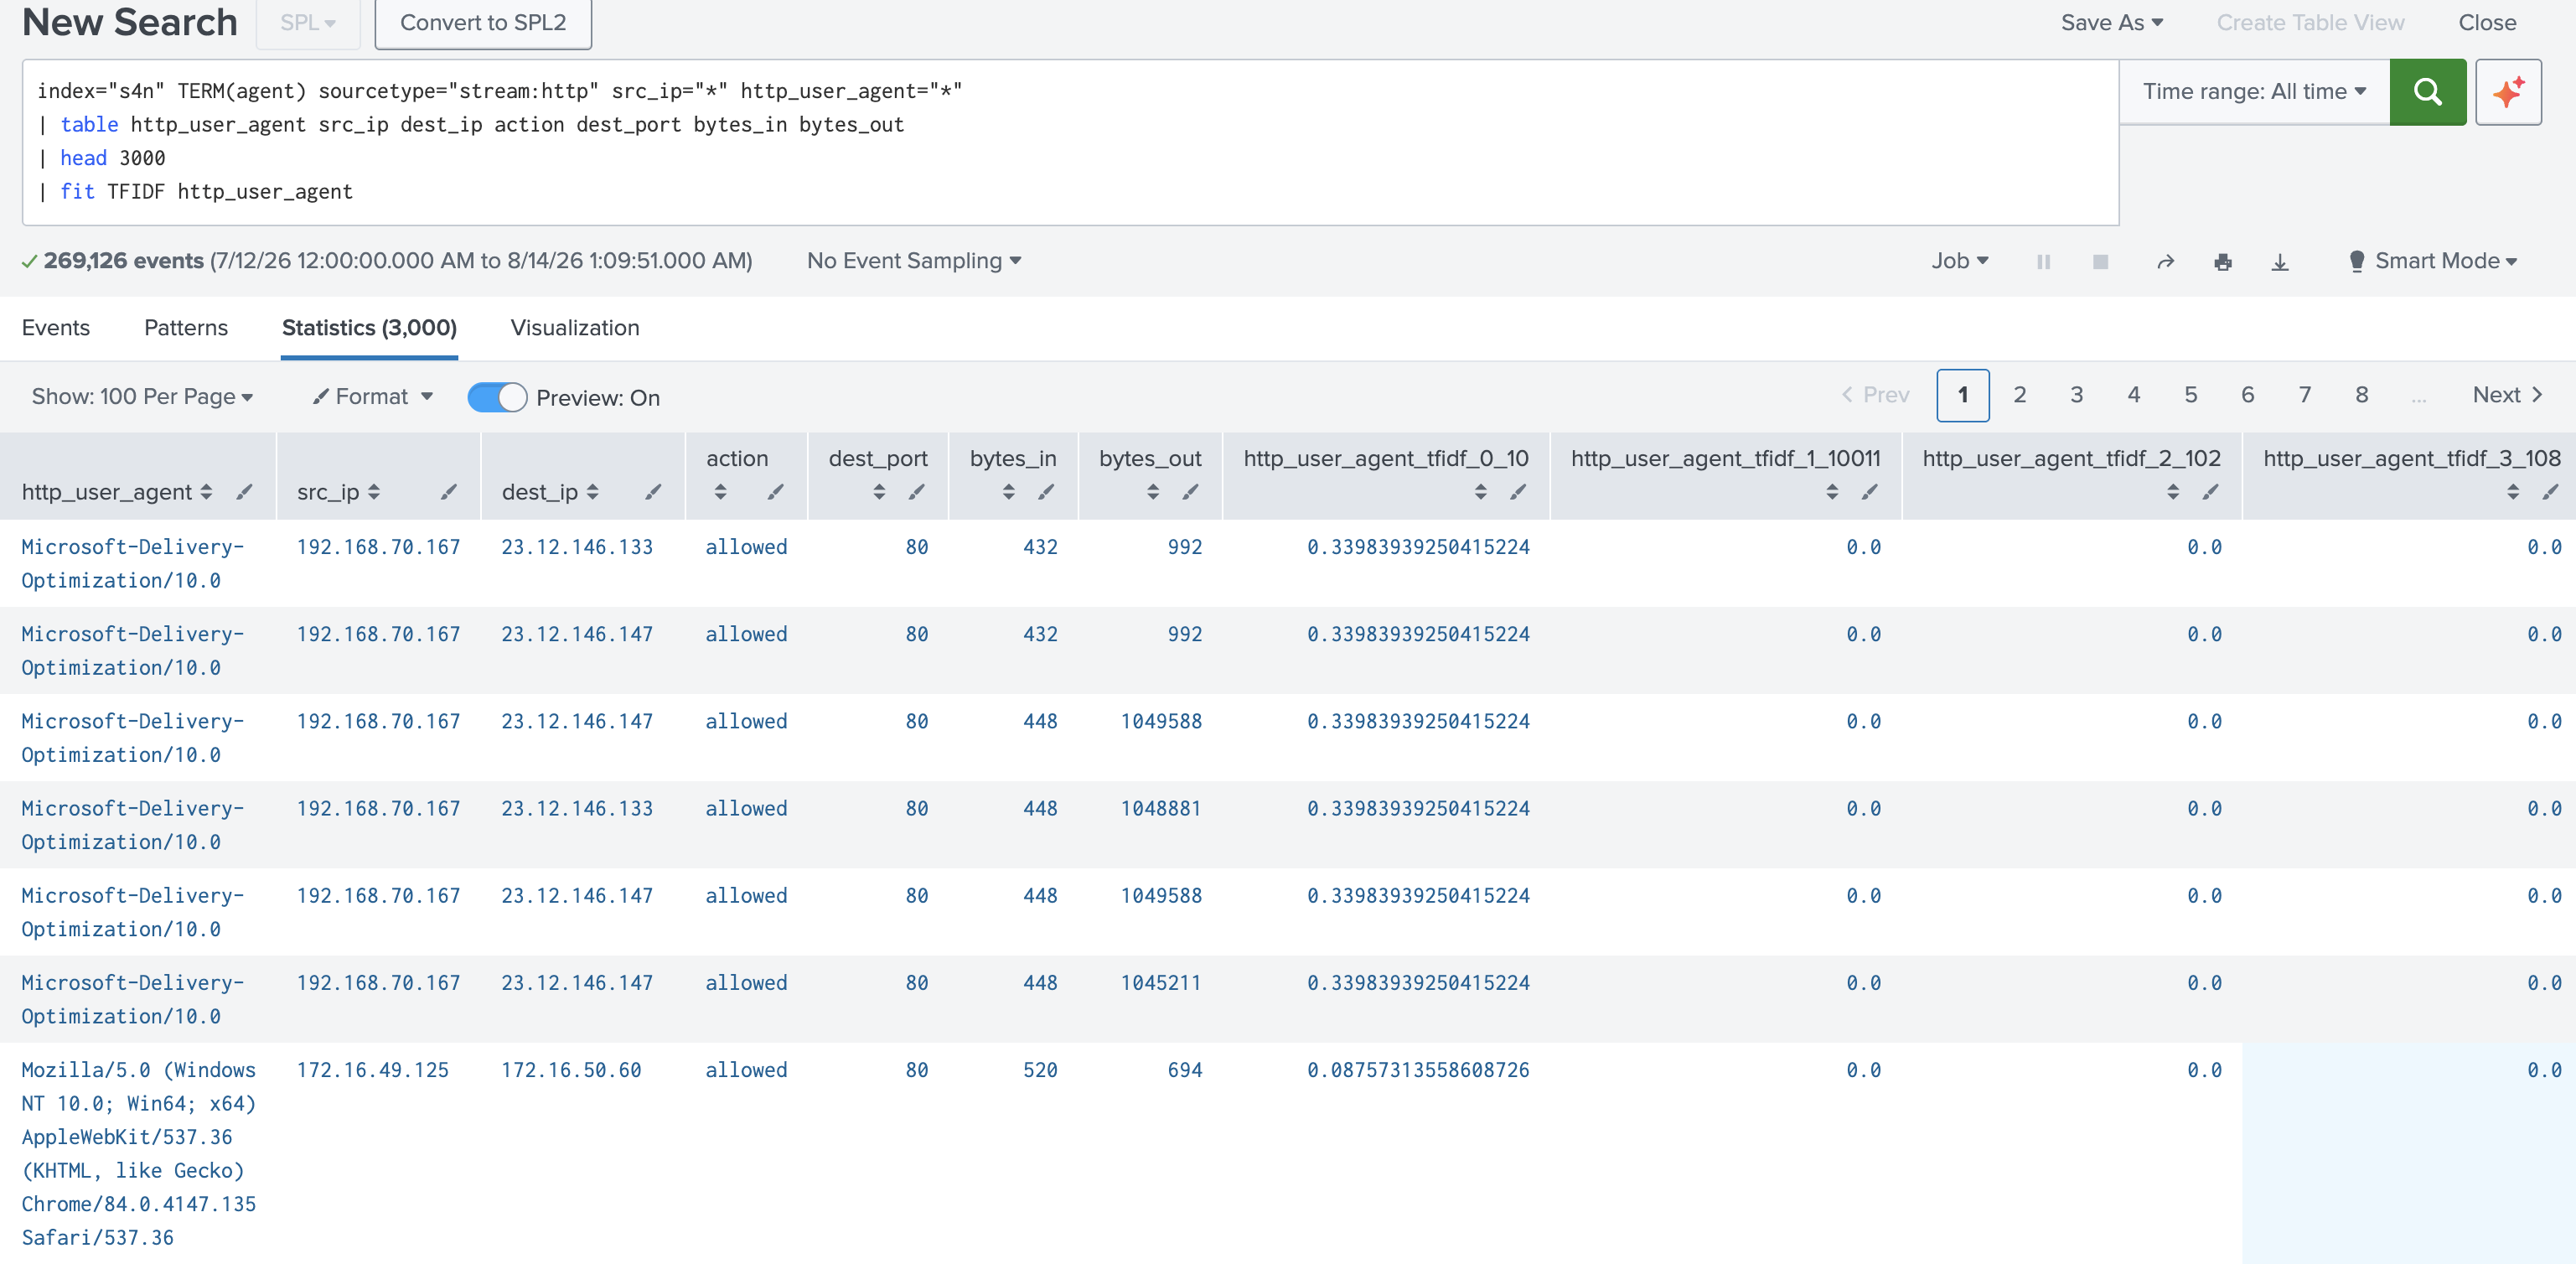 New Search
SPL
Convert to SPL2
Save As
Create Table View
Close
index="s4n" TERM(agent) sourcetype="stream:http" src_ip="*" http_user_agent="*"
| table http_user_agent src_ip dest_ip action dest_port bytes_in bytes_out
| head 3000
| fit TFIDF http_user_agent
Time range: All time
269,126 events (7/12/26 12:00:00.000 AM to 8/14/26 1:09:51.000 AM)
No Event Sampling
Job
Smart Mode
Events
Patterns
Statistics (3,000)
Visualization
Show: 100 Per Page
Format
Preview: On
Prev
1 2 3 4 5 6 7 8 ...
Next
http_user_agent src_ip dest_ip action dest_port bytes_in bytes_out http_user_agent_tfidf_0_10 http_user_agent_tfidf_1_10011 http_user_agent_tfidf_2_102 http_user_agent_tfidf_3_108
Microsoft-Delivery- 192.168.70.167 23.12.146.133 allowed 80 432 992 0.33983939250415224 0.0 0.0 0.0
Optimization/10.0
Microsoft-Delivery- 192.168.70.167 23.12.146.147 allowed 80 432 992 0.33983939250415224 0.0 0.0 0.0
Optimization/10.0
Microsoft-Delivery- 192.168.70.167 23.12.146.147 allowed 80 448 1049588 0.33983939250415224 0.0 0.0 0.0
Optimization/10.0
Microsoft-Delivery- 192.168.70.167 23.12.146.133 allowed 80 448 1048881 0.33983939250415224 0.0 0.0 0.0
Optimization/10.0
Microsoft-Delivery- 192.168.70.167 23.12.146.147 allowed 80 448 1049588 0.33983939250415224 0.0 0.0 0.0
Optimization/10.0
Microsoft-Delivery- 192.168.70.167 23.12.146.147 allowed 80 448 1045211 0.33983939250415224 0.0 0.0 0.0
Optimization/10.0
Mozilla/5.0 (Windows 172.16.49.125 172.16.50.60 allowed 80 520 694 0.08757313558608726 0.0 0.0 0.0
NT 10.0; Win64; x64)
AppleWebKit/537.36
(KHTML, like Gecko)
Chrome/84.0.4147.135
Safari/537.36